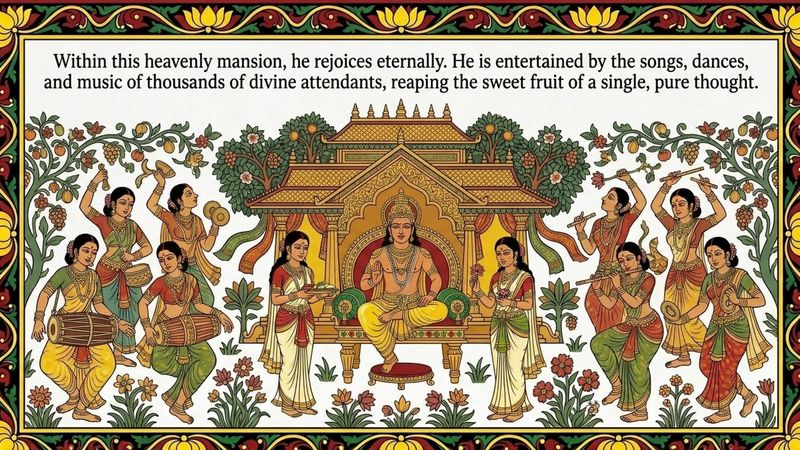 Within this heavenly mansion, he rejoices eternally. He is entertained by the songs, dances,
and music of thousands of divine attendants, reaping the sweet fruit of a single, pure thought.